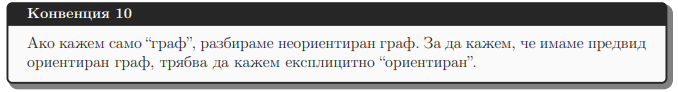 Конвенция 10
Ако кажем само “граф”, разбираме неориентиран граф. За да кажем, че имаме предвид
ориентиран граф, трябва да кажем експлицитно “ориентиран”.